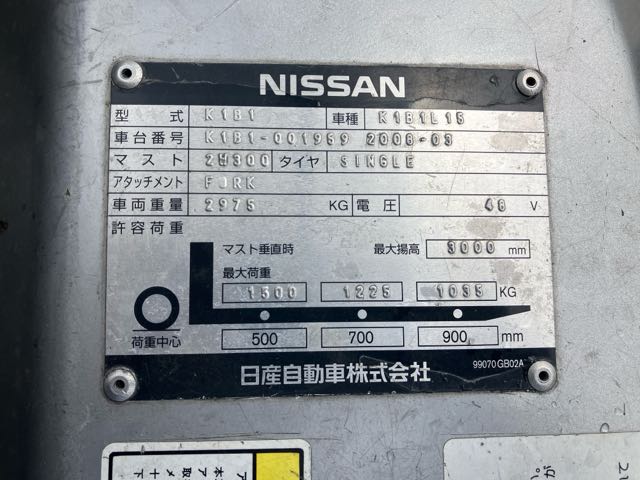 NISSAN
型式 K1B1 車種 K1B1L15
車台番号 K1B1-001959 2008-03
マスト 2W300 タイヤ SINGLE
アタッチメント FORK
車両重量 2975 KG 電圧 48 V
許容荷重
マスト垂直時 最大揚高 3000 mm
最大荷重
1500 1225 1035 KG
荷重中心 500 700 900 mm
日産自動車株式会社 99070 GB02A